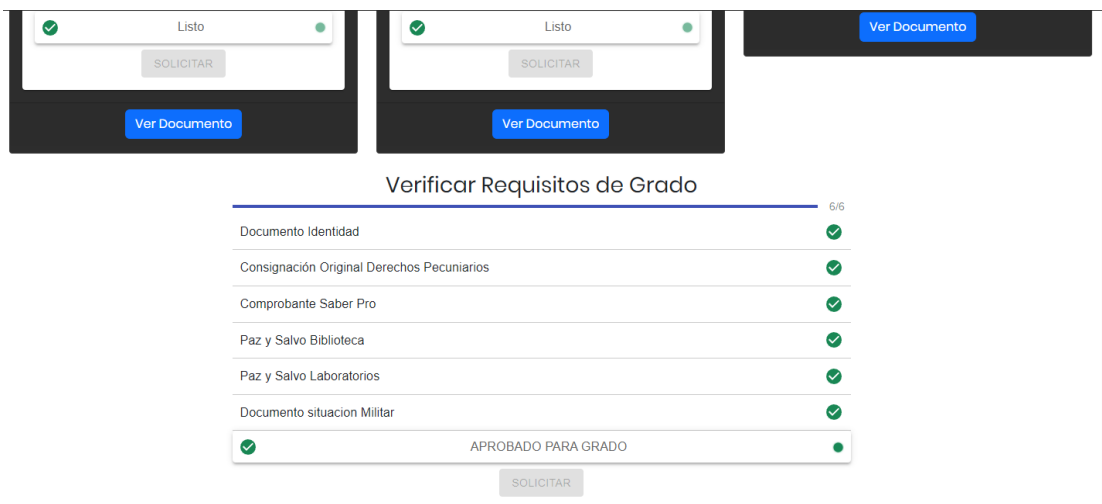 Listo
Listo
Ver Documento
SOLICITAR
SOLICITAR
Ver Documento
Ver Documento
Verificar Requisitos de Grado
6/6
Documento Identidad
Consignación Original Derechos Pecuniarios
Comprobante Saber Pro
Paz y Salvo Biblioteca
Paz y Salvo Laboratorios
Documento situacion Militar
APROBADO PARA GRADO
SOLICITAR